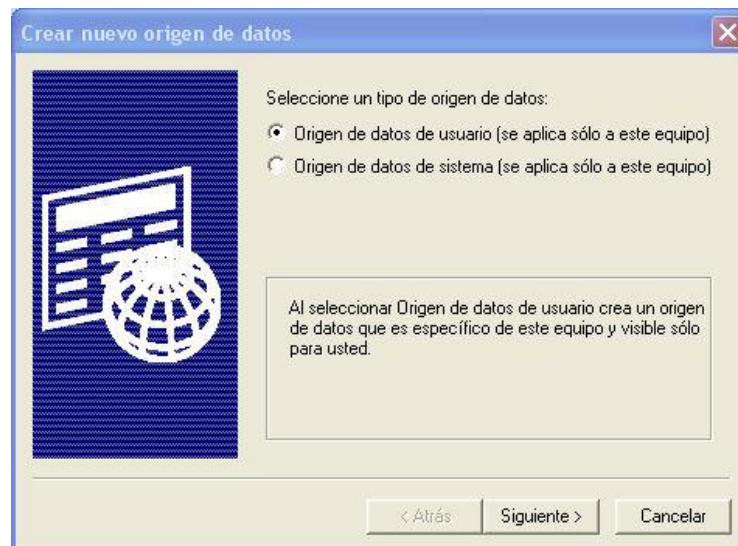 Crear nuevo origen de datos
Seleccione un tipo de origen de datos:
Origen de datos de usuario (se aplica sólo a este equipo)
Origen de datos de sistema (se aplica sólo a este equipo)
Al seleccionar Origen de datos de usuario crea un origen
de datos que es específico de este equipo y visible sólo
para usted.
< Atrás
Siguiente >
Cancelar